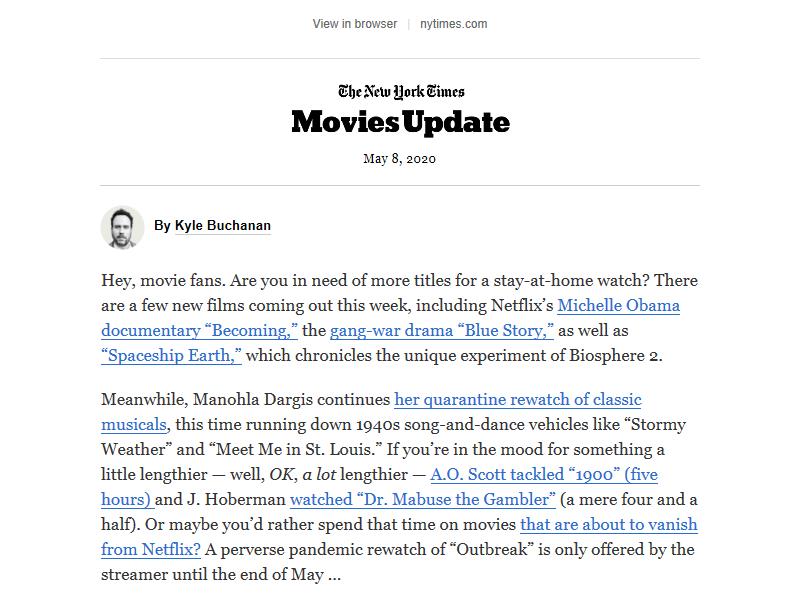 View in browser | nytimes.com
The New York Times
Movies Update
May 8, 2020
By Kyle Buchanan
Hey, movie fans. Are you in need of more titles for a stay-at-home watch? There
are a few new films coming out this week, including Netflix’s Michelle Obama
documentary “Becoming,” the gang-war drama “Blue Story,” as well as
“Spaceship Earth,” which chronicles the unique experiment of Biosphere 2.
Meanwhile, Manohla Dargis continues her quarantine rewatch of classic
musicals, this time running down 1940s song-and-dance vehicles like “Stormy
Weather” and “Meet Me in St. Louis.” If you’re in the mood for something a
little lengthier — well, OK, a lot lengthier — A.O. Scott tackled “1900” (five
hours) and J. Hoberman watched “Dr. Mabuse the Gambler” (a mere four and a
half). Or maybe you’d rather spend that time on movies that are about to vanish
from Netflix? A perverse pandemic rewatch of “Outbreak” is only offered by the
streamer until the end of May ...